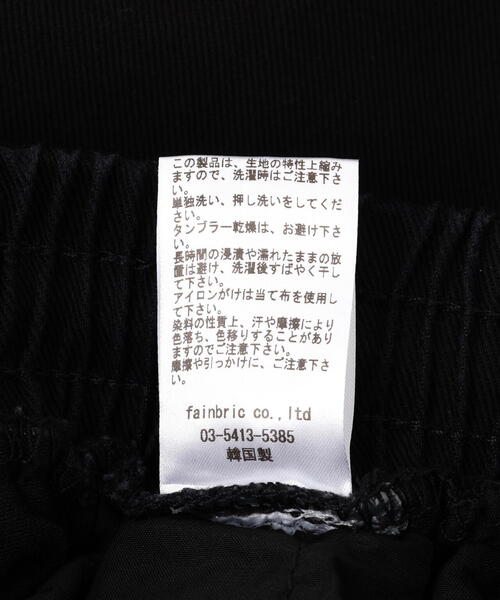 この製品は、生地の特性上縮み
ますので、洗濯時はご注意下さ
い。
単独洗い、押し洗いをしてくだ
さい。
タンブラー乾燥は、お避け下さ
い。
長時間の浸漬や濡れたままの放
置は避け、洗濯後すばやく干し
て下さい。
アイロンがけは当て布を使用し
て下さい。
染料の性質上、汗や摩擦により
色落ち、色移りすることがあり
ますのでご注意下さい。
摩擦や引っかけに、ご注意下さ
い。
fainbric co.,ltd
03-5413-5385
韓国製